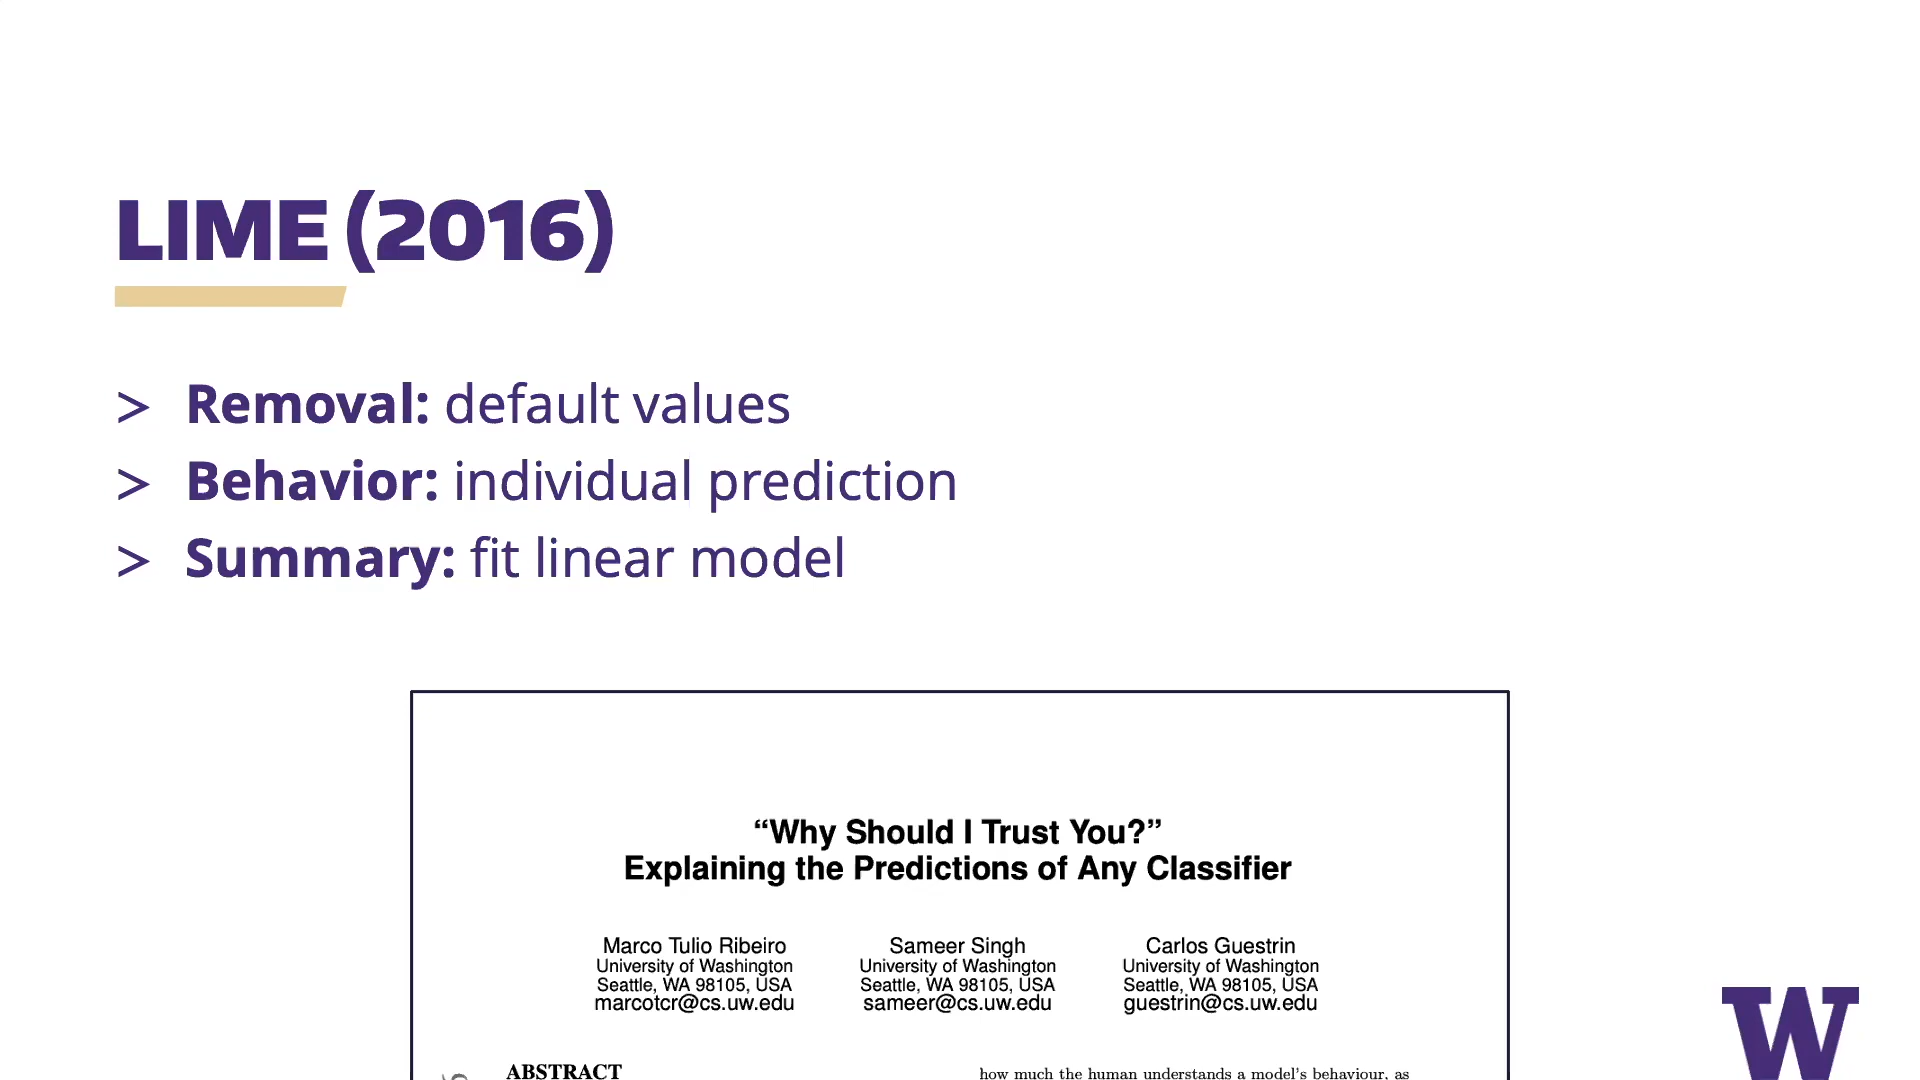 LIME (2016)
> Removal: default values
> Behavior: individual prediction
> Summary: fit linear model
“Why Should I Trust You?”
Explaining the Predictions of Any Classifier
Marco Tulio Ribeiro
University of Washington
Seattle, WA 98105, USA
marcotcr@cs.uw.edu
Sameer Singh
University of Washington
Seattle, WA 98105, USA
sameer@cs.uw.edu
Carlos Guestrin
University of Washington
Seattle, WA 98105, USA
guestrin@cs.uw.edu
ABSTRACT
how much the human understands a model’s behaviour, as
W